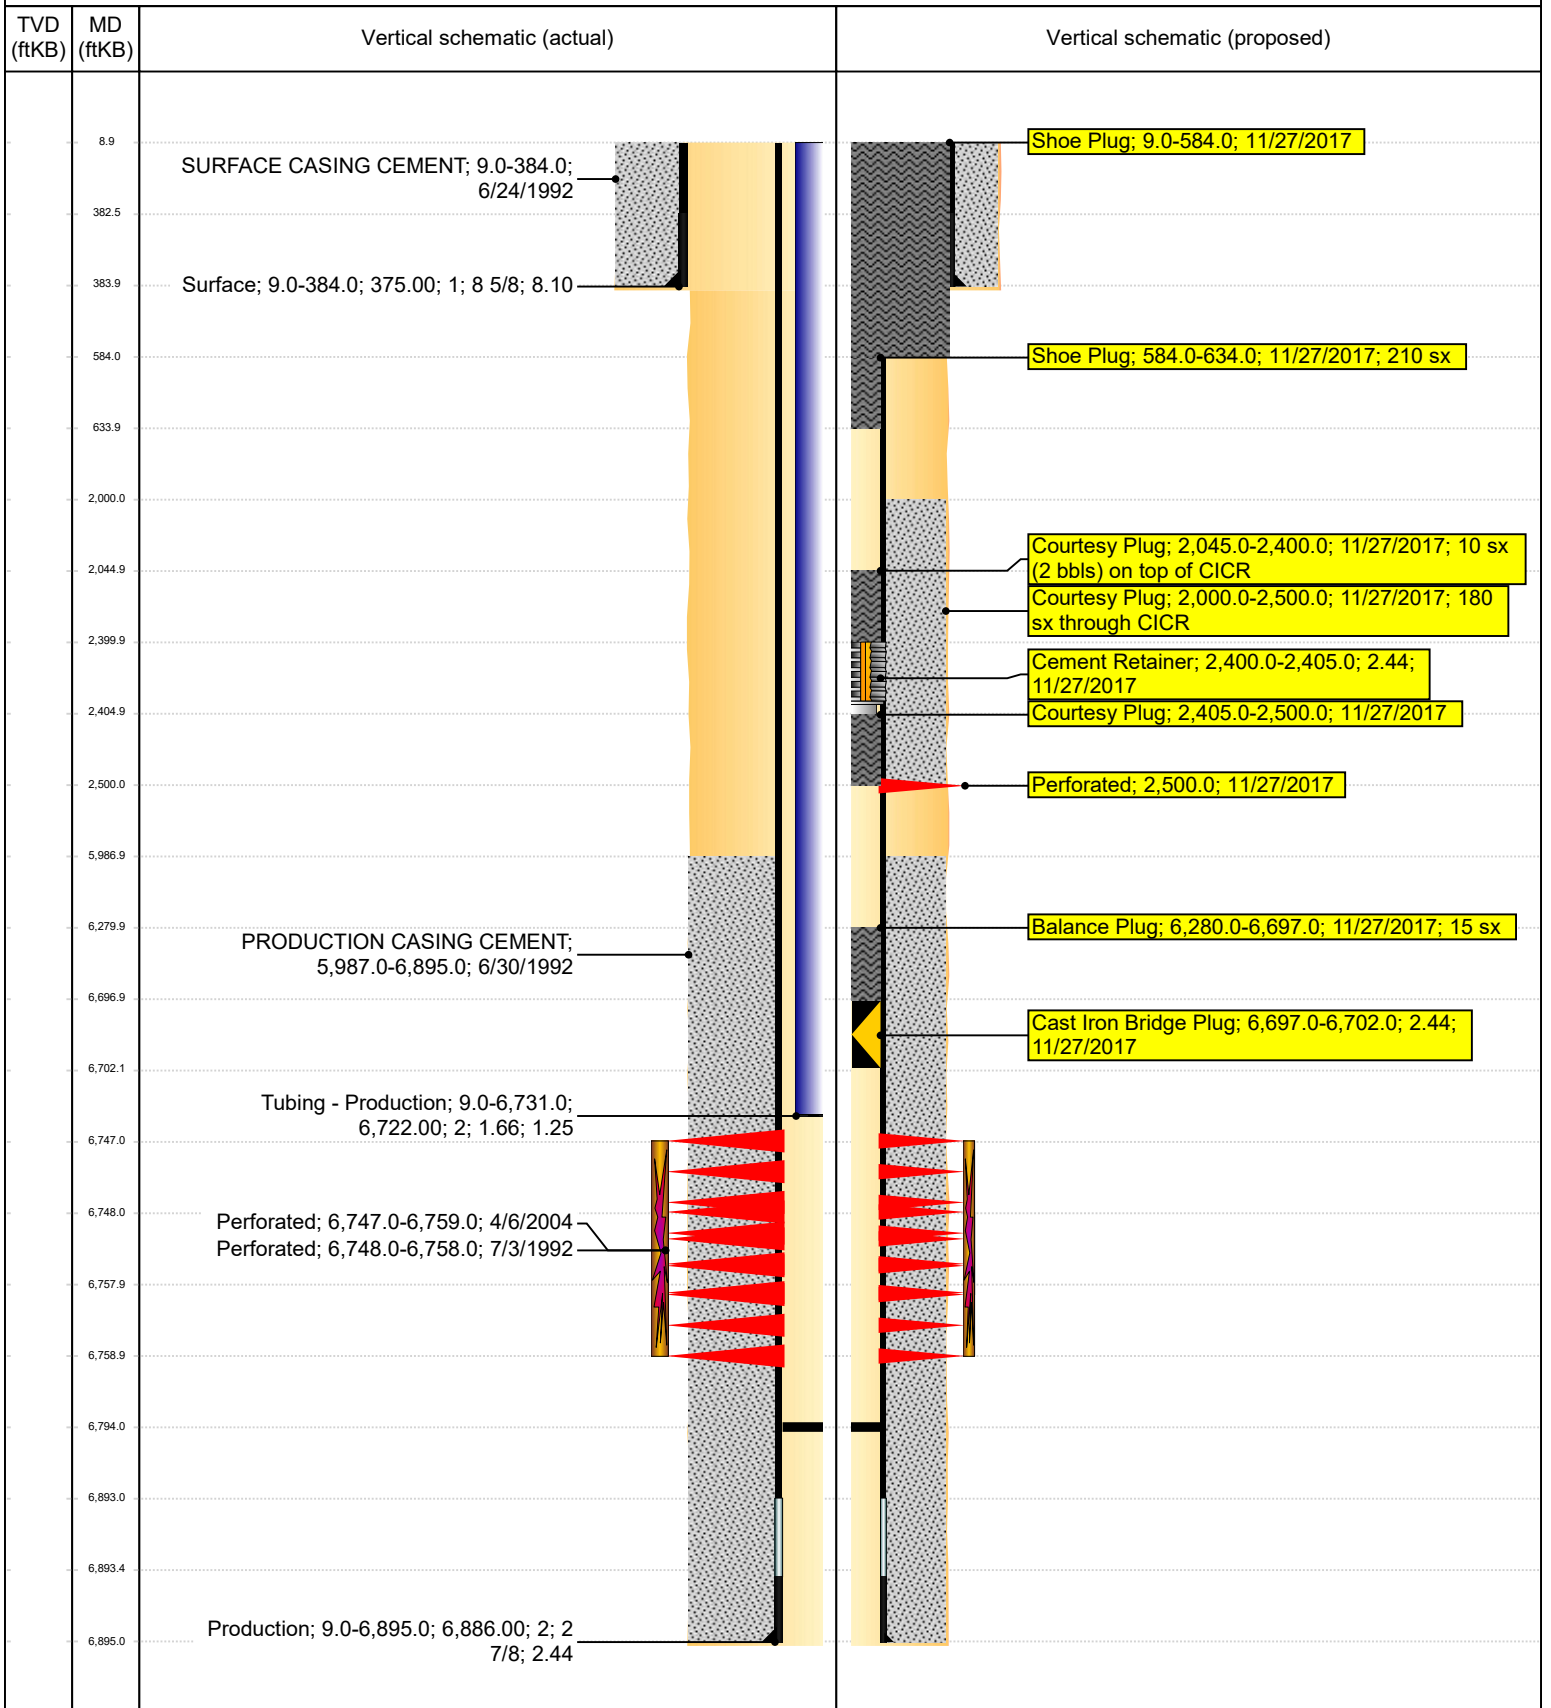 TVD
(ftKB)
MD
(ftKB)
Vertical schematic (actual)
Vertical schematic (proposed)
8.9
382.5
383.9
584.0
633.9
2,000.0
2,044.9
2,399.9
2,404.9
2,500.0
5,986.9
6,279.9
6,696.9
6,702.1
6,747.0
6,748.0
6,757.9
6,758.9
6,794.0
6,893.0
6,893.4
6,895.0
SURFACE CASING CEMENT; 9.0-384.0;
6/24/1992
Surface; 9.0-384.0; 375.00; 1; 8 5/8; 8.10
PRODUCTION CASING CEMENT;
5,987.0-6,895.0; 6/30/1992
Tubing - Production; 9.0-6,731.0;
6,722.00; 2; 1.66; 1.25
Perforated; 6,747.0-6,759.0; 4/6/2004
Perforated; 6,748.0-6,758.0; 7/3/1992
Production; 9.0-6,895.0; 6,886.00; 2; 2
7/8; 2.44
Shoe Plug; 9.0-584.0; 11/27/2017
Shoe Plug; 584.0-634.0; 11/27/2017; 210 sx
Courtesy Plug; 2,045.0-2,400.0; 11/27/2017; 10 sx
(2 bbls) on top of CICR
Courtesy Plug; 2,000.0-2,500.0; 11/27/2017; 180
sx through CICR
Cement Retainer; 2,400.0-2,405.0; 2.44;
11/27/2017
Courtesy Plug; 2,405.0-2,500.0; 11/27/2017
Perforated; 2,500.0; 11/27/2017
Balance Plug; 6,280.0-6,697.0; 11/27/2017; 15 sx
Cast Iron Bridge Plug; 6,697.0-6,702.0; 2.44;
11/27/2017